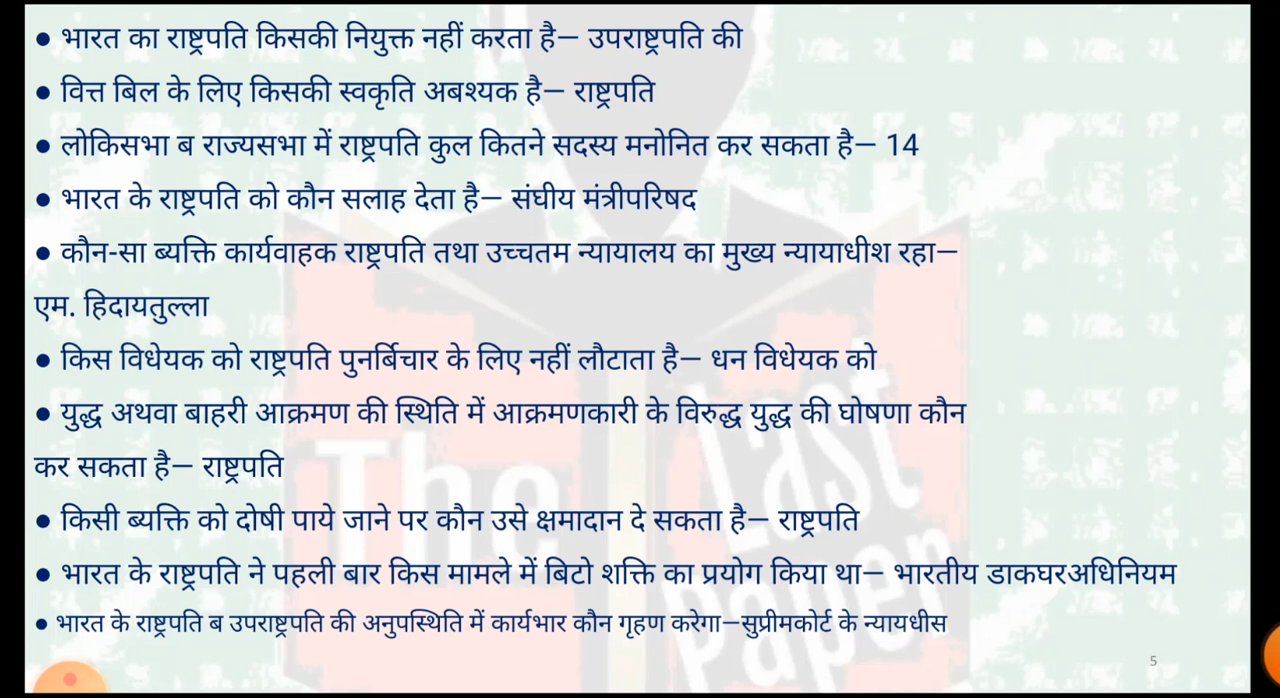 ● भारत का राष्ट्रपति किसकी नियुक्त नहीं करता है– उपराष्ट्रपति की
● वित्त बिल के लिए किसकी स्वकृति अबश्यक है– राष्ट्रपति
● लोकिसभा ब राज्यसभा में राष्ट्रपति कुल कितने सदस्य मनोनित कर सकता है– 14
● भारत के राष्ट्रपति को कौन सलाह देता है– संघीय मंत्रीपरिषद
● कौन-सा ब्यक्ति कार्यवाहक राष्ट्रपति तथा उच्चतम न्यायालय का मुख्य न्यायाधीश रहा–
एम. हिदायतुल्ला
● किस विधेयक को राष्ट्रपति पुनर्बिचार के लिए नहीं लौटाता है– धन विधेयक को
● युद्ध अथवा बाहरी आक्रमण की स्थिति में आक्रमणकारी के विरुद्ध युद्ध की घोषणा कौन
कर सकता है– राष्ट्रपति
● किसी ब्यक्ति को दोषी पाये जाने पर कौन उसे क्षमादान दे सकता है– राष्ट्रपति
● भारत के राष्ट्रपति ने पहली बार किस मामले में बिटो शक्ति का प्रयोग किया था– भारतीय डाकघरअधिनियम
● भारत के राष्ट्रपति ब उपराष्ट्रपति की अनुपस्थिति में कार्यभार कौन गृहण करेगा–सुप्रीमकोर्ट के न्यायधीस
The Last Paper
5